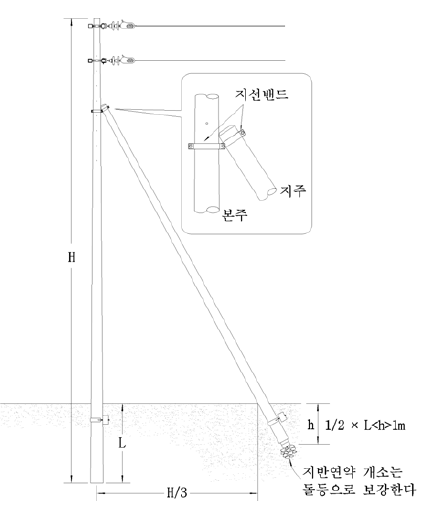 지선밴드
지주
본주
H
L
h 1/2 × L<h>1m
H/3
지반연약 개소는
돌등으로 보강한다